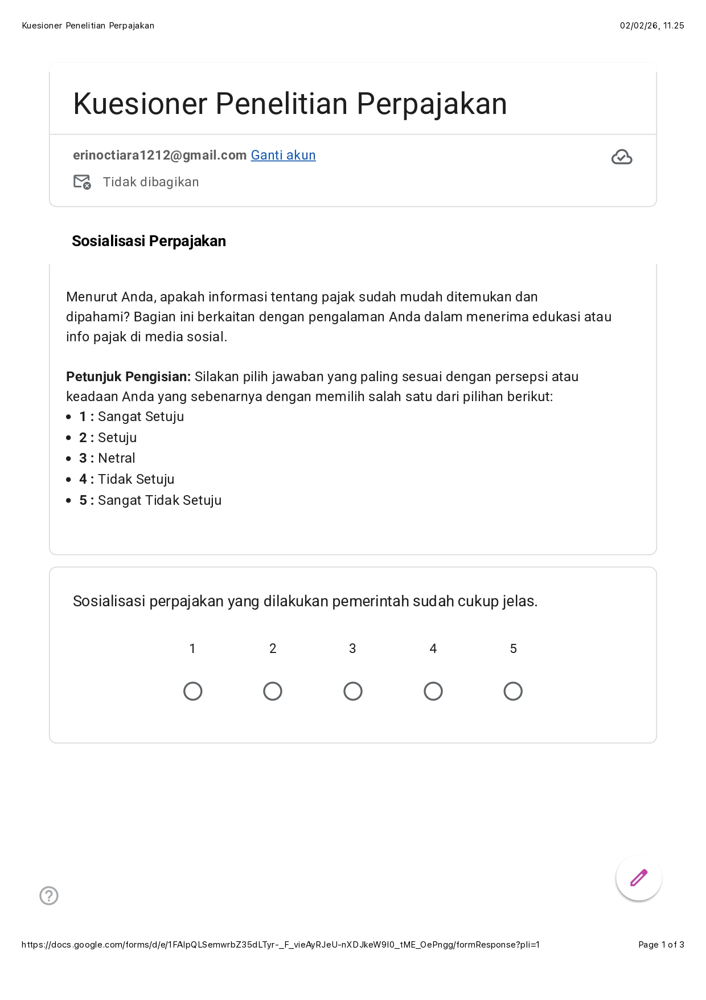 Kuesioner Penelitian Perpajakan
02/02/26, 11.25
Kuesioner Penelitian Perpajakan
erinoctiara1212@gmail.com Ganti akun
Tidak dibagikan
Sosialisasi Perpajakan
Menurut Anda, apakah informasi tentang pajak sudah mudah ditemukan dan
dipahami? Bagian ini berkaitan dengan pengalaman Anda dalam menerima edukasi atau
info pajak di media sosial.
Petunjuk Pengisian: Silakan pilih jawaban yang paling sesuai dengan persepsi atau
keadaan Anda yang sebenarnya dengan memilih salah satu dari pilihan berikut:
• 1 : Sangat Setuju
• 2 : Setuju
• 3 : Netral
• 4 : Tidak Setuju
• 5 : Sangat Tidak Setuju
Sosialisasi perpajakan yang dilakukan pemerintah sudah cukup jelas.
1 2 3 4 5
https://docs.google.com/forms/d/e/1FAIpQLSemwrbZ35dLTyr-_F_vieAyRJeU-nXDJkeW9I0_tME_OePngg/formResponse?pli=1
Page 1 of 3